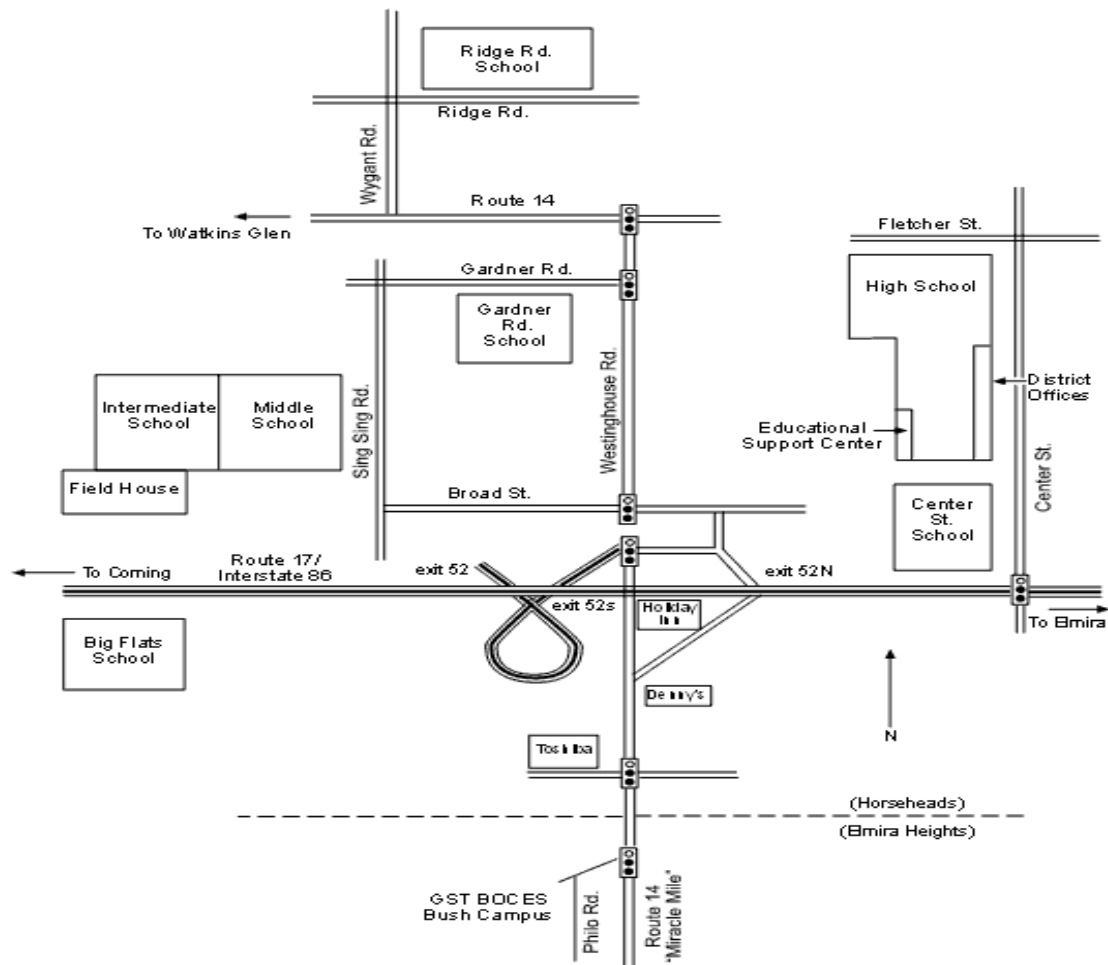 Ridge Rd.
School
Ridge Rd.
Wygant Rd.
Route 14
To Watkins Glen
Fletcher St.
Gardner Rd.
High School
Gardner
Rd.
School
Westinghouse Rd.
Sing Sing Rd.
Intermediate
School
Middle
School
District
Offices
Educational
Support Center
Field House
Broad St.
Center
St.
School
Center St.
Route 17/
Interstate 86
To Corning
exit 52
exit 52N
exit 52s
Holiday
Inn
To Elmira
Big Flats
School
Denny's
N
Toshiba
(Horseheads)
(Elmira Heights)
GST BOCES
Bush Campus
Philo Rd.
Route 14
"Miracle Mile"